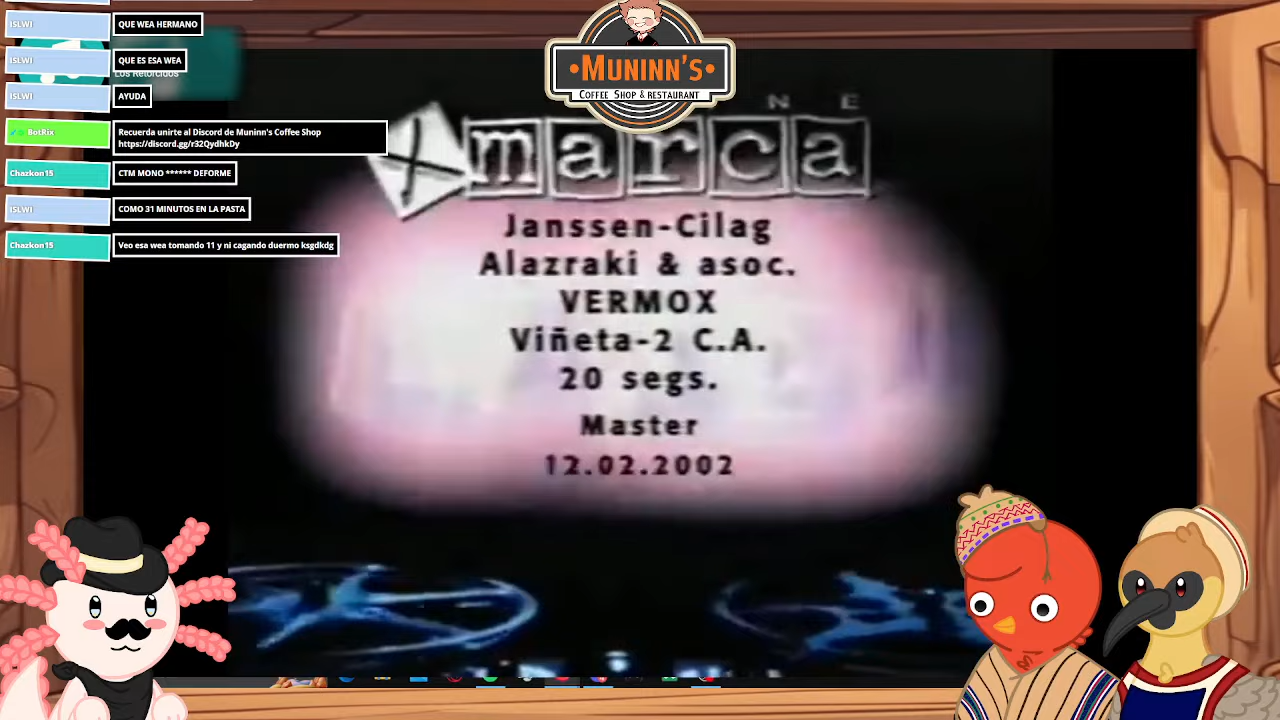 ISLWI
QUE WEA HERMANO
ISLWI
QUE ES ESA WEA
Los Retorcidos
ISLWI
AYUDA
BotRix
Recuerda unirte al Discord de Muninn's Coffee Shop
https://discord.gg/r32QydhkDy
Chazkon15
CTM MONO ****** DEFORME
ISLWI
COMO 31 MINUTOS EN LA PASTA
Chazkon15
Veo esa wea tomando 11 y ni cagando duermo ksgdkdg
•MUNINN'S•
COFFEE SHOP & RESTAURANT
N E
marca
Janssen-Cilag
Alazraki & asoc.
VERMOX
Viñeta-2 C.A.
20 segs.
Master
12.02.2002